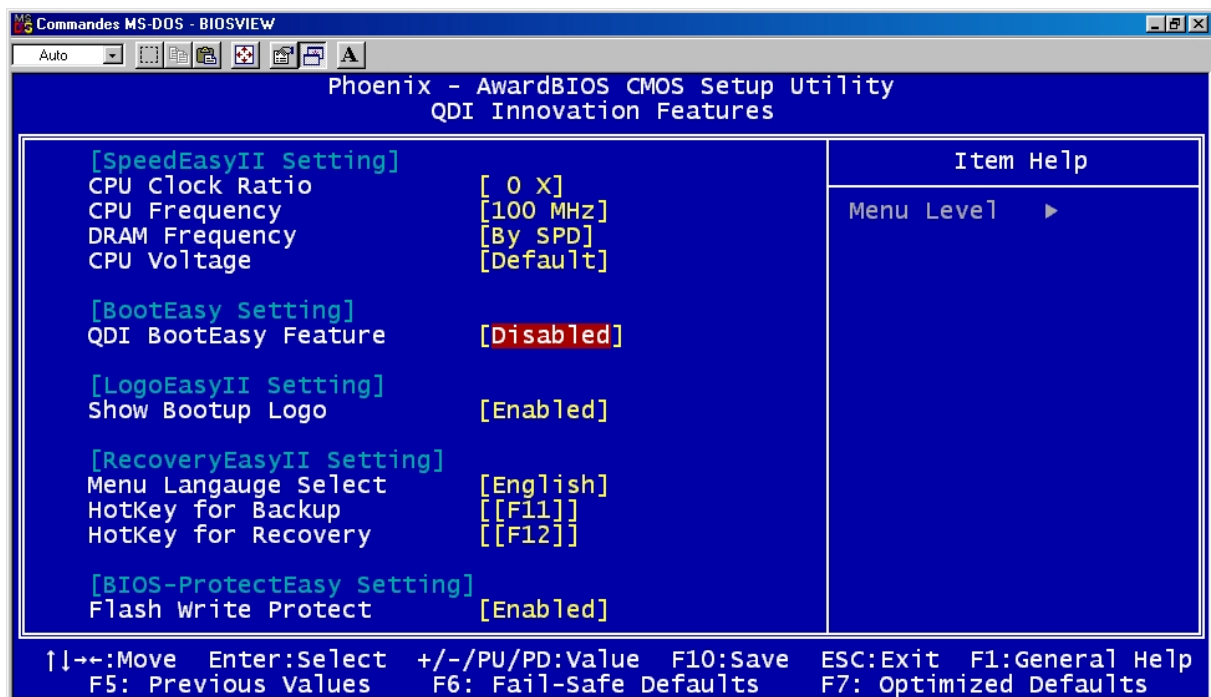 Commandes MS-DOS - BIOSVIEW
Auto A
Phoenix - AwardBIOS CMOS Setup Utility
QDI Innovation Features
[SpeedEasyII Setting]
CPU Clock Ratio [ 0 X]
CPU Frequency [100 MHz]
DRAM Frequency [By SPD]
CPU Voltage [Default]
[BootEasy Setting]
QDI BootEasy Feature [Disabled]
[LogoEasyII Setting]
Show Bootup Logo [Enabled]
[RecoveryEasyII Setting]
Menu Langauge Select [English]
HotKey for Backup [[F11]]
HotKey for Recovery [[F12]]
[BIOS-ProtectEasy Setting]
Flash Write Protect [Enabled]
Item Help
Menu Level ►
↑↓→←:Move Enter:Select +/-/PU/PD:Value F10:Save ESC:Exit F1:General Help
F5: Previous Values F6: Fail-Safe Defaults F7: Optimized Defaults